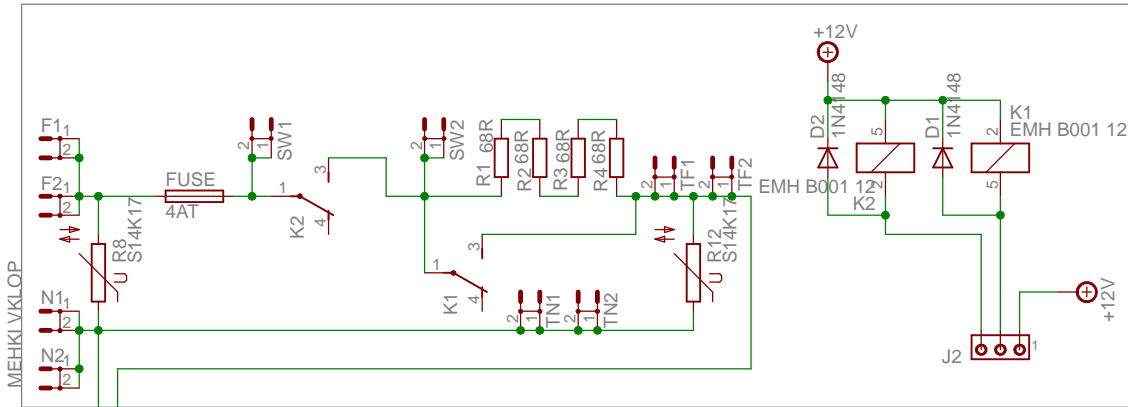 MEHKI VKLOP
F1
1
2
F2
1
2
N1
1
2
N2
1
2
R8
S14K17
U
FUSE
4AT
2
1
SW1
1
3
4
K2
2
1
SW2
1
3
4
K1
R1 68R
R2 68R
R3 68R
R4 68R
2
1
TF1
2
1
TF2
R12
S14K17
U
2
1
TN1
2
1
TN2
+12V
D2
1N4148
5
2
EMH B001 12
K2
D1
1N4148
K1
EMH B001 12
2
5
+12V
J2
1